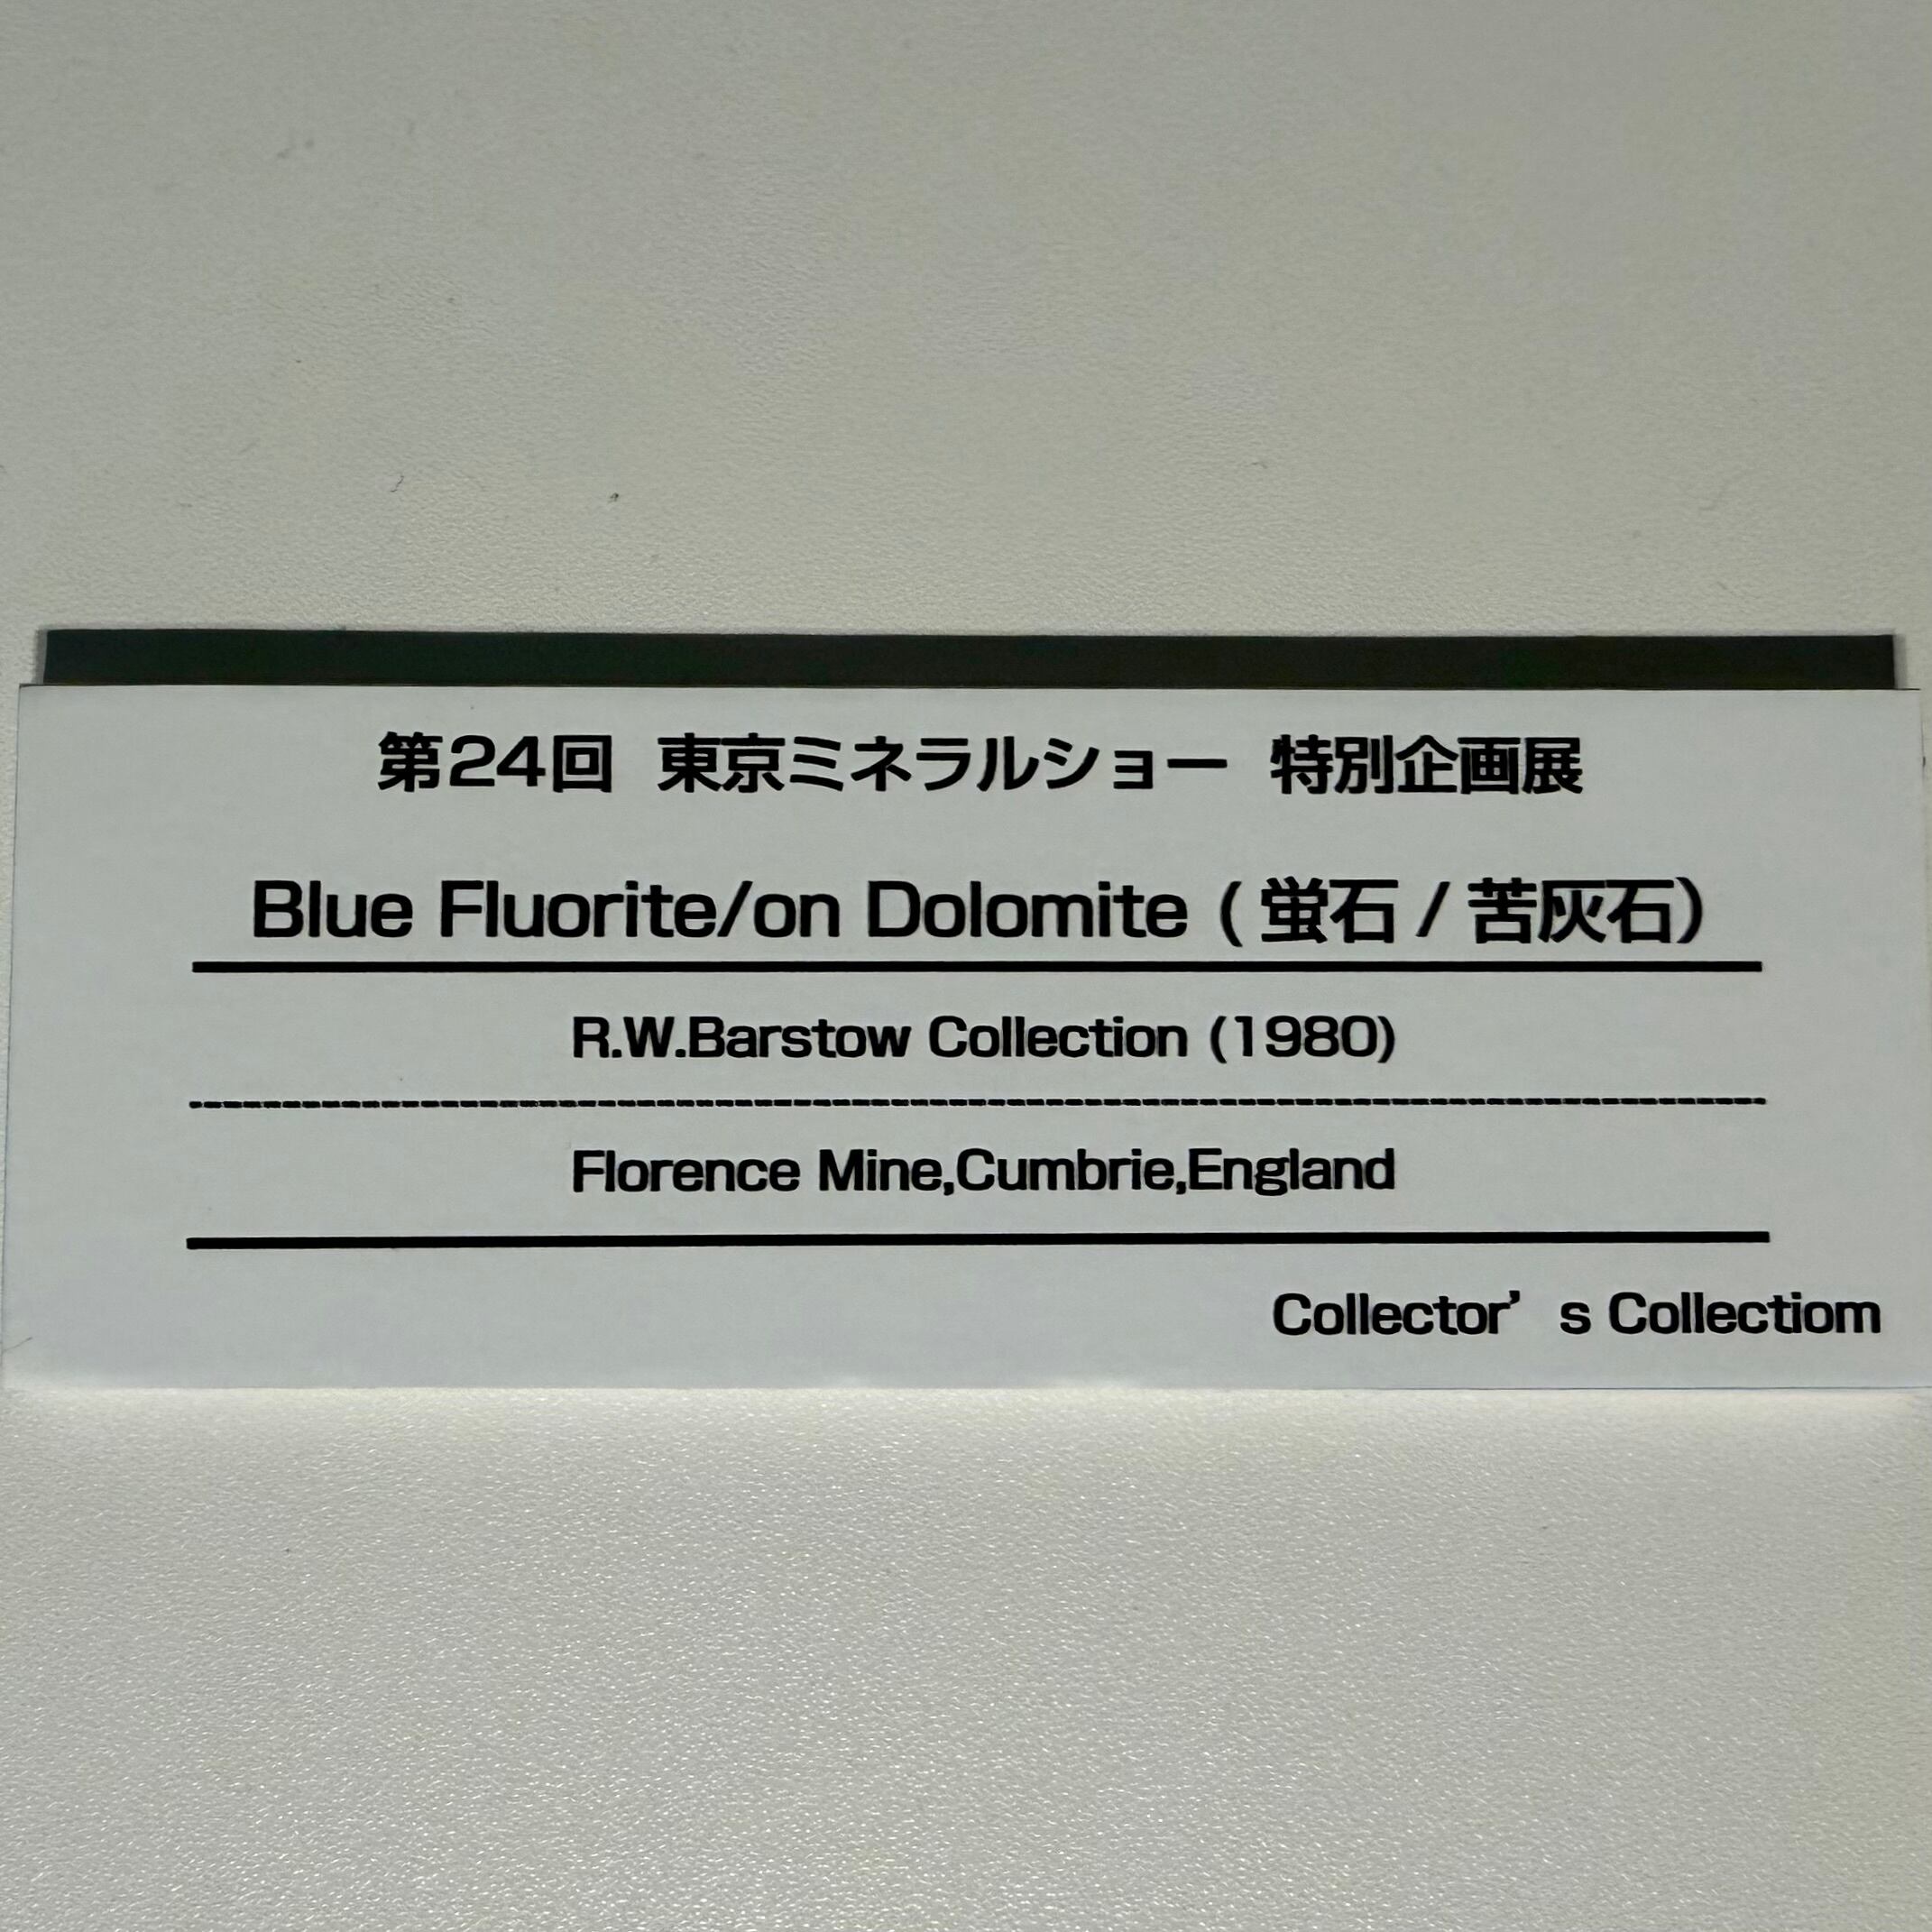 第24回 東京ミネラルショー 特別企画展
Blue Fluorite/on Dolomite ( 蛍石 / 苦灰石）
R.W.Barstow Collection (1980)
Florence Mine,Cumbrie,England
Collector’s Collectiom